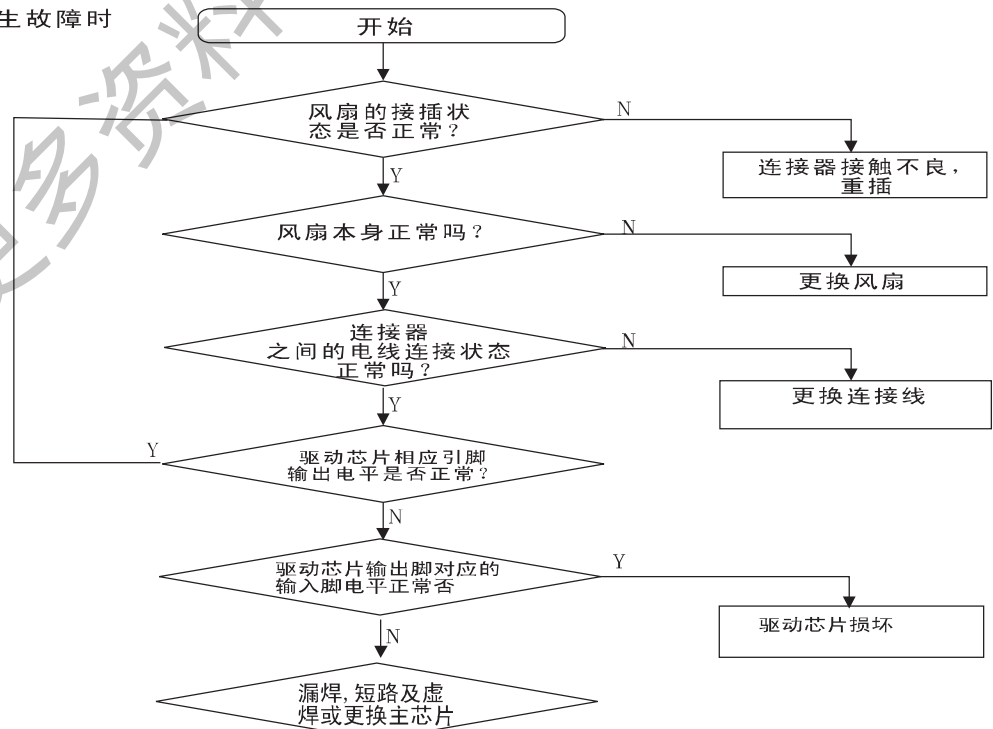 生故障时
开始
风扇的接插状
态是否正常？
N
连接器接触不良，
重插
Y
风扇本身正常吗？
N
更换风扇
Y
连接器
之间的电线连接状态
正常吗？
N
更换连接线
Y
Y
驱动芯片相应引脚
输出电平是否正常？
N
驱动芯片输出脚对应的
输入脚电平正常否
Y
驱动芯片损坏
N
漏焊,短路及虚
焊或更换主芯片
更多资料